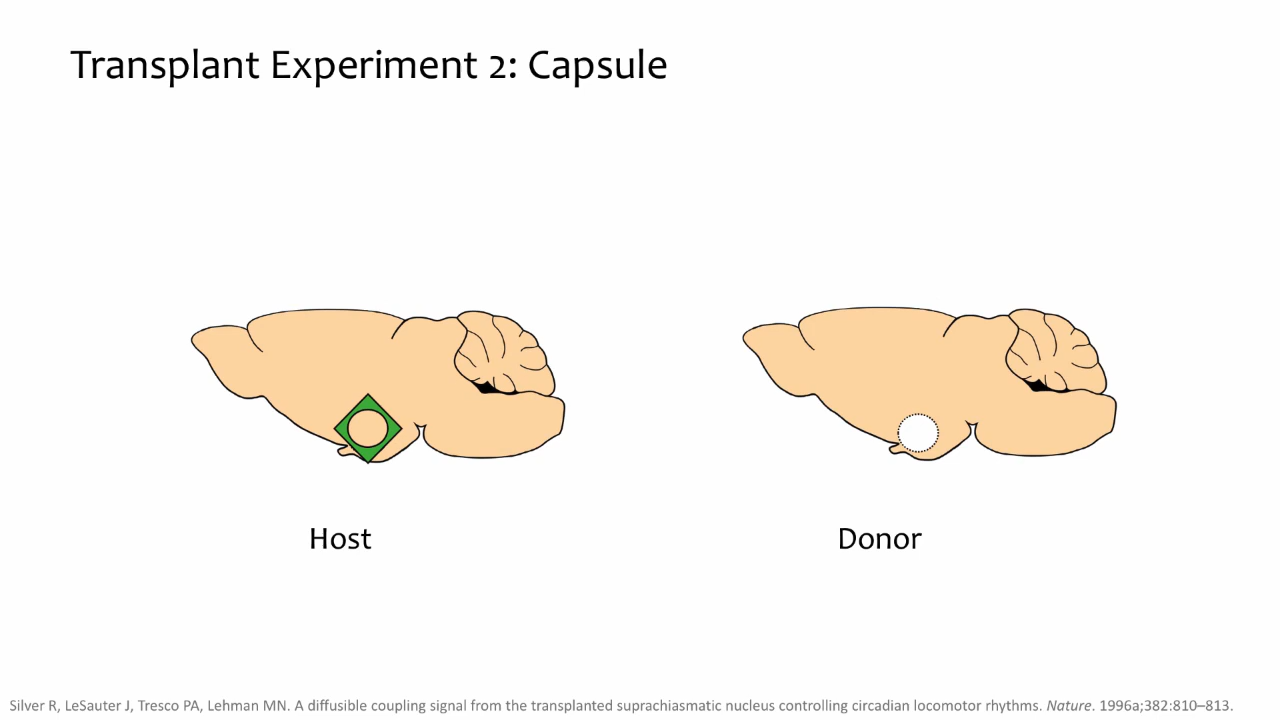 Transplant Experiment 2: Capsule
Host
Donor
Silver R, LeSauter J, Tresco PA, Lehman MN. A diffusible coupling signal from the transplanted suprachiasmatic nucleus controlling circadian locomotor rhythms. Nature. 1996a;382:810–813.